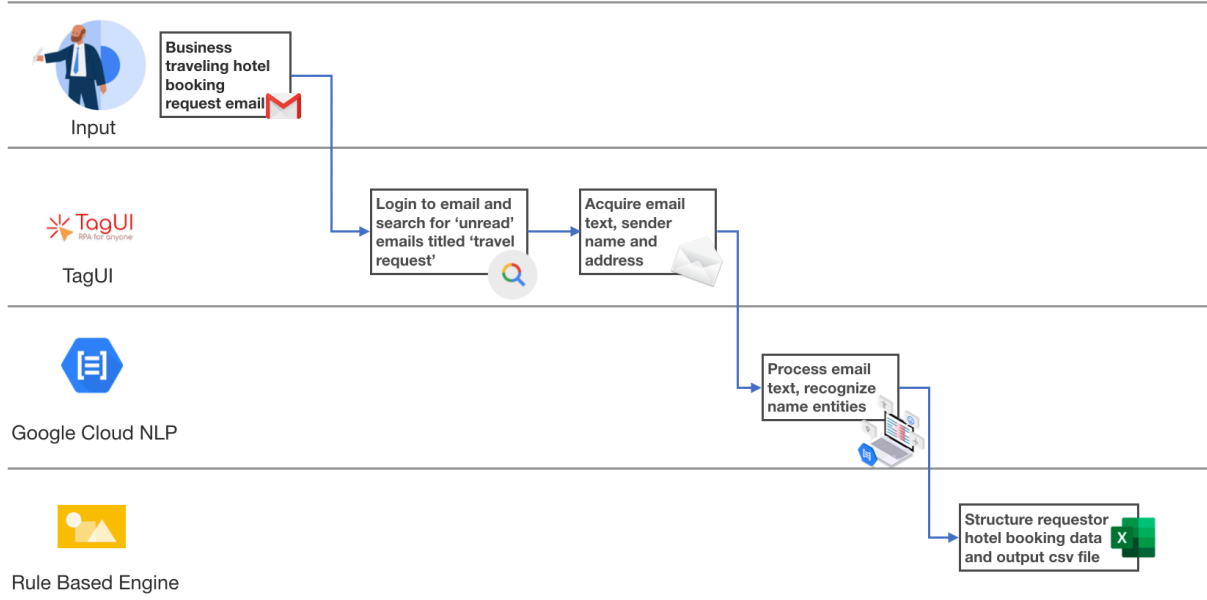 Business
traveling hotel
booking
request email
Input
Login to email and
search for ‘unread’
emails titled ‘travel
request’
Acquire email
text, sender
name and
address
TagUI
RPA for anyone
TagUI
Process email
text, recognize
name entities
Google Cloud NLP
Structure requestor
hotel booking data
and output csv file
X
Rule Based Engine